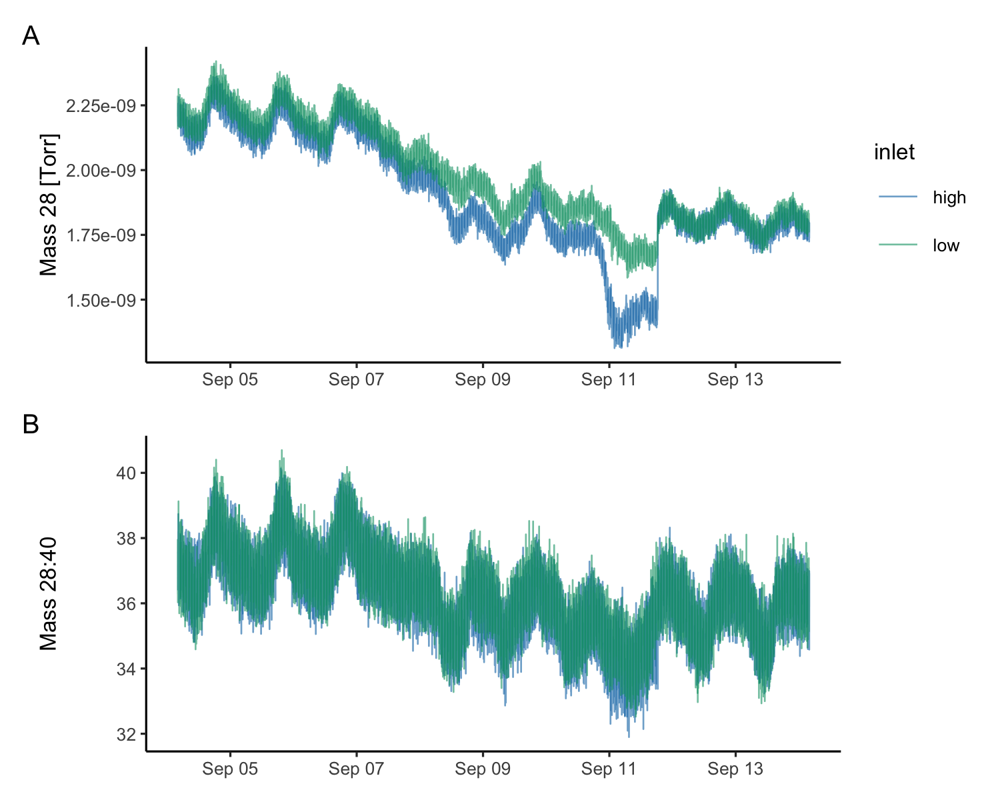 A
Mass 28 [Torr]
2.25e-09
2.00e-09
1.75e-09
1.50e-09
Sep 05 Sep 07 Sep 09 Sep 11 Sep 13
inlet
high
low
B
Mass 28:40
40
38
36
34
32
Sep 05 Sep 07 Sep 09 Sep 11 Sep 13